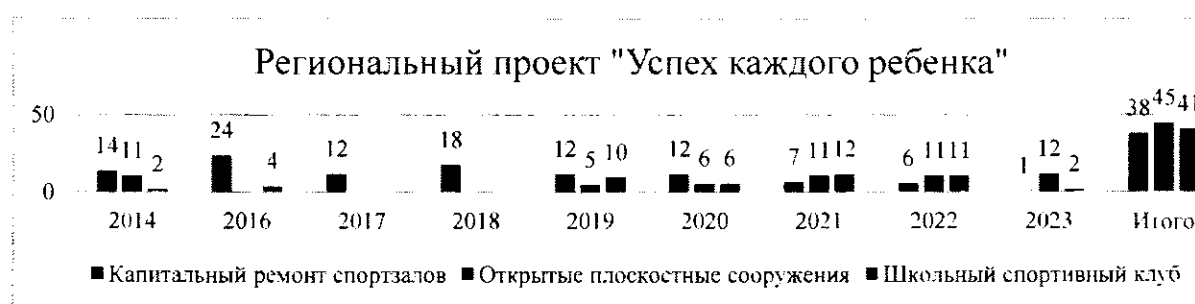 Региональный проект "Успех каждого ребенка"
50
0
14 11 2
24 4
12
18
12 5 10
12 6 6
7 11 12
6 11 11
1 12 2
38 45 41
2014 2016 2017 2018 2019 2020 2021 2022 2023 Итого
Капитальный ремонт спортзалов Открытые плоскостные сооружения Школьный спортивный клуб